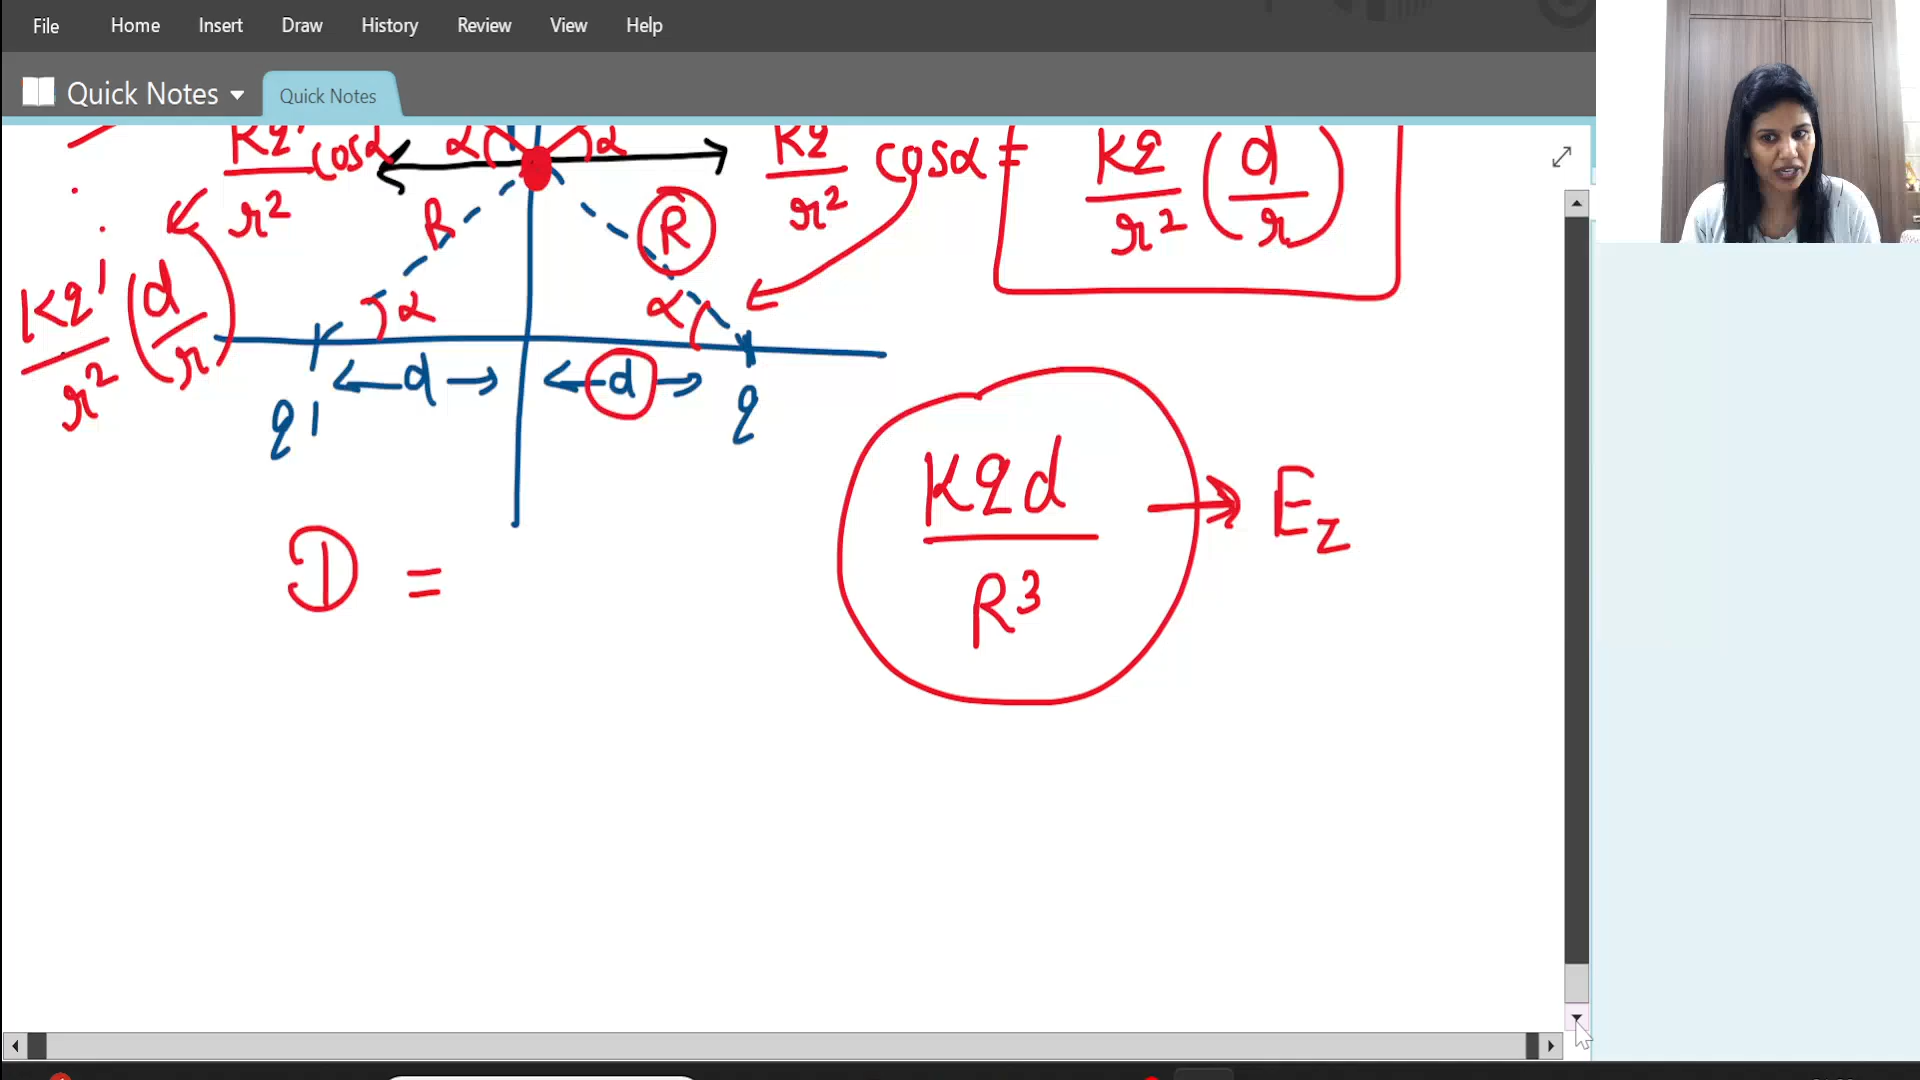 File Home Insert Draw History Review View Help
Quick Notes Quick Notes
Kq'/r² cosα α α Kq/r² cosα = Kq/r² (d/r)
R R
Kq'/r² (d/r) α α
d d
q' q
Kqd/R³ → E_z
D =